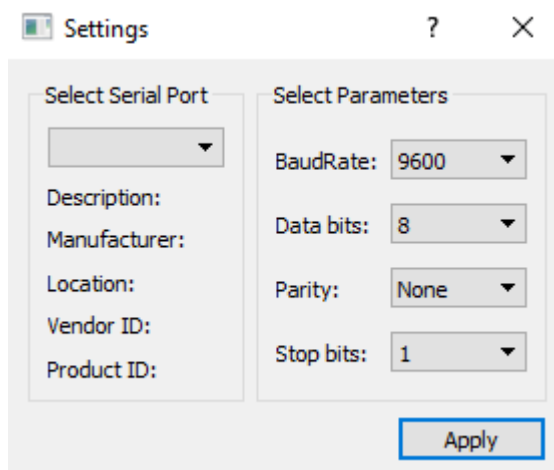 Settings
?
Select Serial Port
Description:
Manufacturer:
Location:
Vendor ID:
Product ID:
Select Parameters
BaudRate: 9600
Data bits: 8
Parity: None
Stop bits: 1
Apply